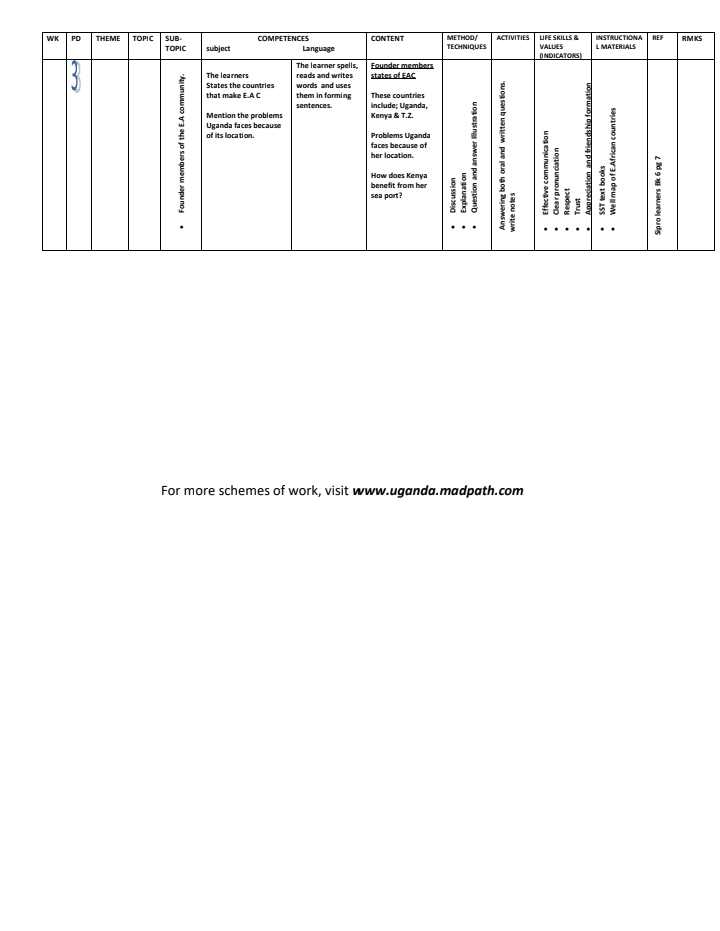 WK PD THEME TOPIC SUB-TOPIC COMPETENCES CONTENT METHOD/ TECHNIQUES ACTIVITIES LIFE SKILLS & VALUES (INDICATORS) INSTRUCTIONA L MATERIALS REF RMKS
subject Language
3
• Founder members of the E.A community.
The learners
States the countries
that make E.A C
Mention the problems
Uganda faces because
of its location.
The learner spells,
reads and writes
words and uses
them in forming
sentences.
Founder members
states of EAC
These countries
include; Uganda,
Kenya & T.Z.
Problems Uganda
faces because of
her location.
How does Kenya
benefit from her
sea port?
• Discussion
• Explanation
• Question and answer illustration
Answering both oral and written questions.
write notes
• Effective communication
• Clear pronunciation
• Respect
• Trust
• Appreciation and friendship formation
• SST text books
• Well map of E.African countries
Sipro learners Bk 6 pg 7
For more schemes of work, visit www.uganda.madpath.com